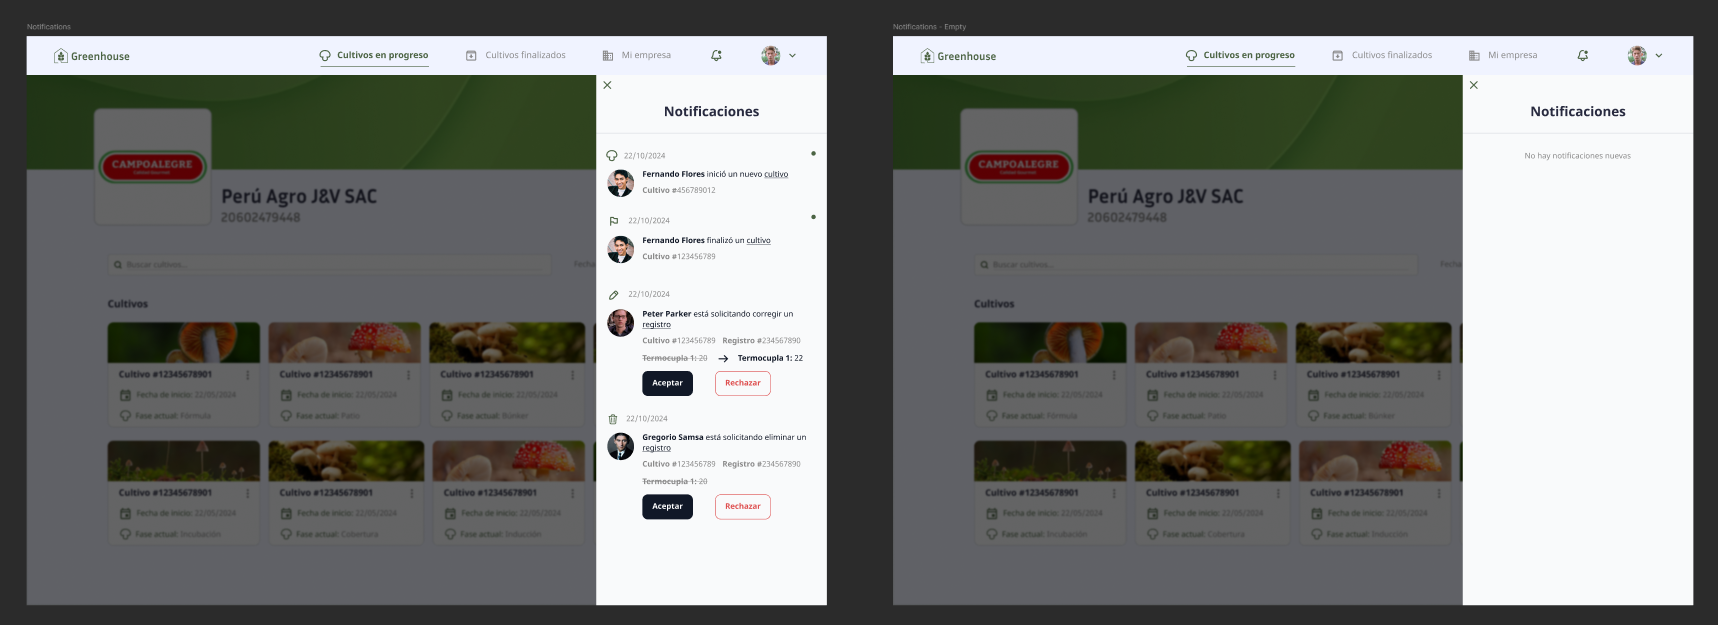 Notifications
Greenhouse
Cultivos en progreso
Cultivos finalizados
Mi empresa
CAMPOALEGRE
Perú Agro J&V SAC
20602479448
Buscar cultivos...
Fecha
Cultivos
Cultivo #12345678901
Fecha de inicio: 22/05/2024
Fase actual: Fórmula
Cultivo #12345678901
Fecha de inicio: 22/05/2024
Fase actual: Patio
Cultivo #12345678901
Fecha de inicio: 22/05/2024
Fase actual: Búnker
Cultivo #12345678901
Fecha de inicio: 22/05/2024
Fase actual: Incubación
Cultivo #12345678901
Fecha de inicio: 22/05/2024
Fase actual: Cobertura
Cultivo #12345678901
Fecha de inicio: 22/05/2024
Fase actual: Inducción
Notificaciones
22/10/2024
Fernando Flores inició un nuevo cultivo
Cultivo #456789012
22/10/2024
Fernando Flores finalizó un cultivo
Cultivo #123456789
22/10/2024
Peter Parker está solicitando corregir un
registro
Cultivo #123456789 Registro #234567890
Termocupla 1: 20 → Termocupla 1: 22
Aceptar Rechazar
22/10/2024
Gregorio Samsa está solicitando eliminar un
registro
Cultivo #123456789 Registro #234567890
Termocupla 1: 20
Aceptar Rechazar
Notifications - Empty
Greenhouse
Cultivos en progreso
Cultivos finalizados
Mi empresa
CAMPOALEGRE
Perú Agro J&V SAC
20602479448
Buscar cultivos...
Fecha
Cultivos
Cultivo #12345678901
Fecha de inicio: 22/05/2024
Fase actual: Fórmula
Cultivo #12345678901
Fecha de inicio: 22/05/2024
Fase actual: Patio
Cultivo #12345678901
Fecha de inicio: 22/05/2024
Fase actual: Búnker
Cultivo #12345678901
Fecha de inicio: 22/05/2024
Fase actual: Incubación
Cultivo #12345678901
Fecha de inicio: 22/05/2024
Fase actual: Cobertura
Cultivo #12345678901
Fecha de inicio: 22/05/2024
Fase actual: Inducción
Notificaciones
No hay notificaciones nuevas